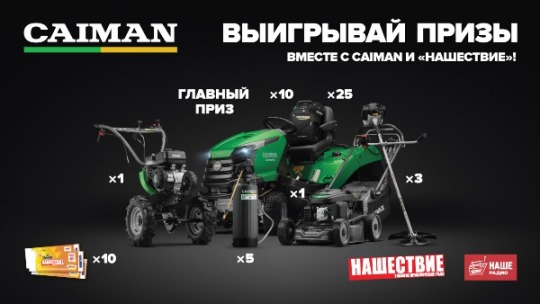 CAIMAN
ВЫИГРЫВАЙ ПРИЗЫ
ВМЕСТЕ С CAIMAN И «НАШЕСТВИЕ»!
ГЛАВНЫЙ
ПРИЗ
×10
×25
×1
×1
×3
×10
×5
НАШЕСТВИЕ
НАШЕ
РАДИО